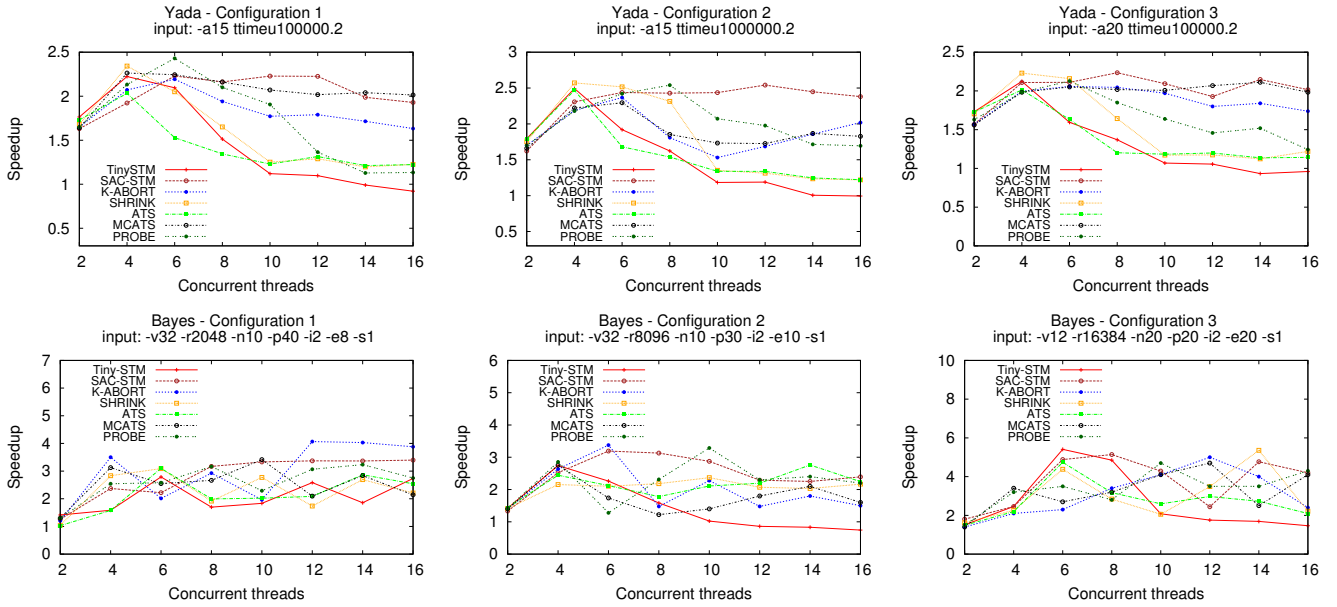 Yada - Configuration 1
input: -a15 ttimeu100000.2
Speedup
2.5
2
1.5
1
0.5
TinySTM
SAC-STM
K-ABORT
SHRINK
ATS
MCATS
PROBE
2 4 6 8 10 12 14 16
Concurrent threads
Yada - Configuration 2
input: -a15 ttimeu1000000.2
Speedup
3
2.5
2
1.5
1
0.5
TinySTM
SAC-STM
K-ABORT
SHRINK
ATS
MCATS
PROBE
2 4 6 8 10 12 14 16
Concurrent threads
Yada - Configuration 3
input: -a20 ttimeu100000.2
Speedup
2.5
2
1.5
1
0.5
0
TinySTM
SAC-STM
K-ABORT
SHRINK
ATS
MCATS
PROBE
2 4 6 8 10 12 14 16
Concurrent threads
Bayes - Configuration 1
input: -v32 -r2048 -n10 -p40 -i2 -e8 -s1
Speedup
7
6
5
4
3
2
1
0
Tiny-STM
SAC-STM
K-ABORT
SHRINK
ATS
MCATS
PROBE
2 4 6 8 10 12 14 16
Concurrent threads
Bayes - Configuration 2
input: -v32 -r8096 -n10 -p30 -i2 -e10 -s1
Speedup
6
5
4
3
2
1
0
Tiny-STM
SAC-STM
K-ABORT
SHRINK
ATS
MCATS
PROBE
2 4 6 8 10 12 14 16
Concurrent threads
Bayes - Configuration 3
input: -v12 -r16384 -n20 -p20 -i2 -e20 -s1
Speedup
10
8
6
4
2
0
Tiny-STM
SAC-STM
K-ABORT
SHRINK
ATS
MCATS
PROBE
2 4 6 8 10 12 14 16
Concurrent threads